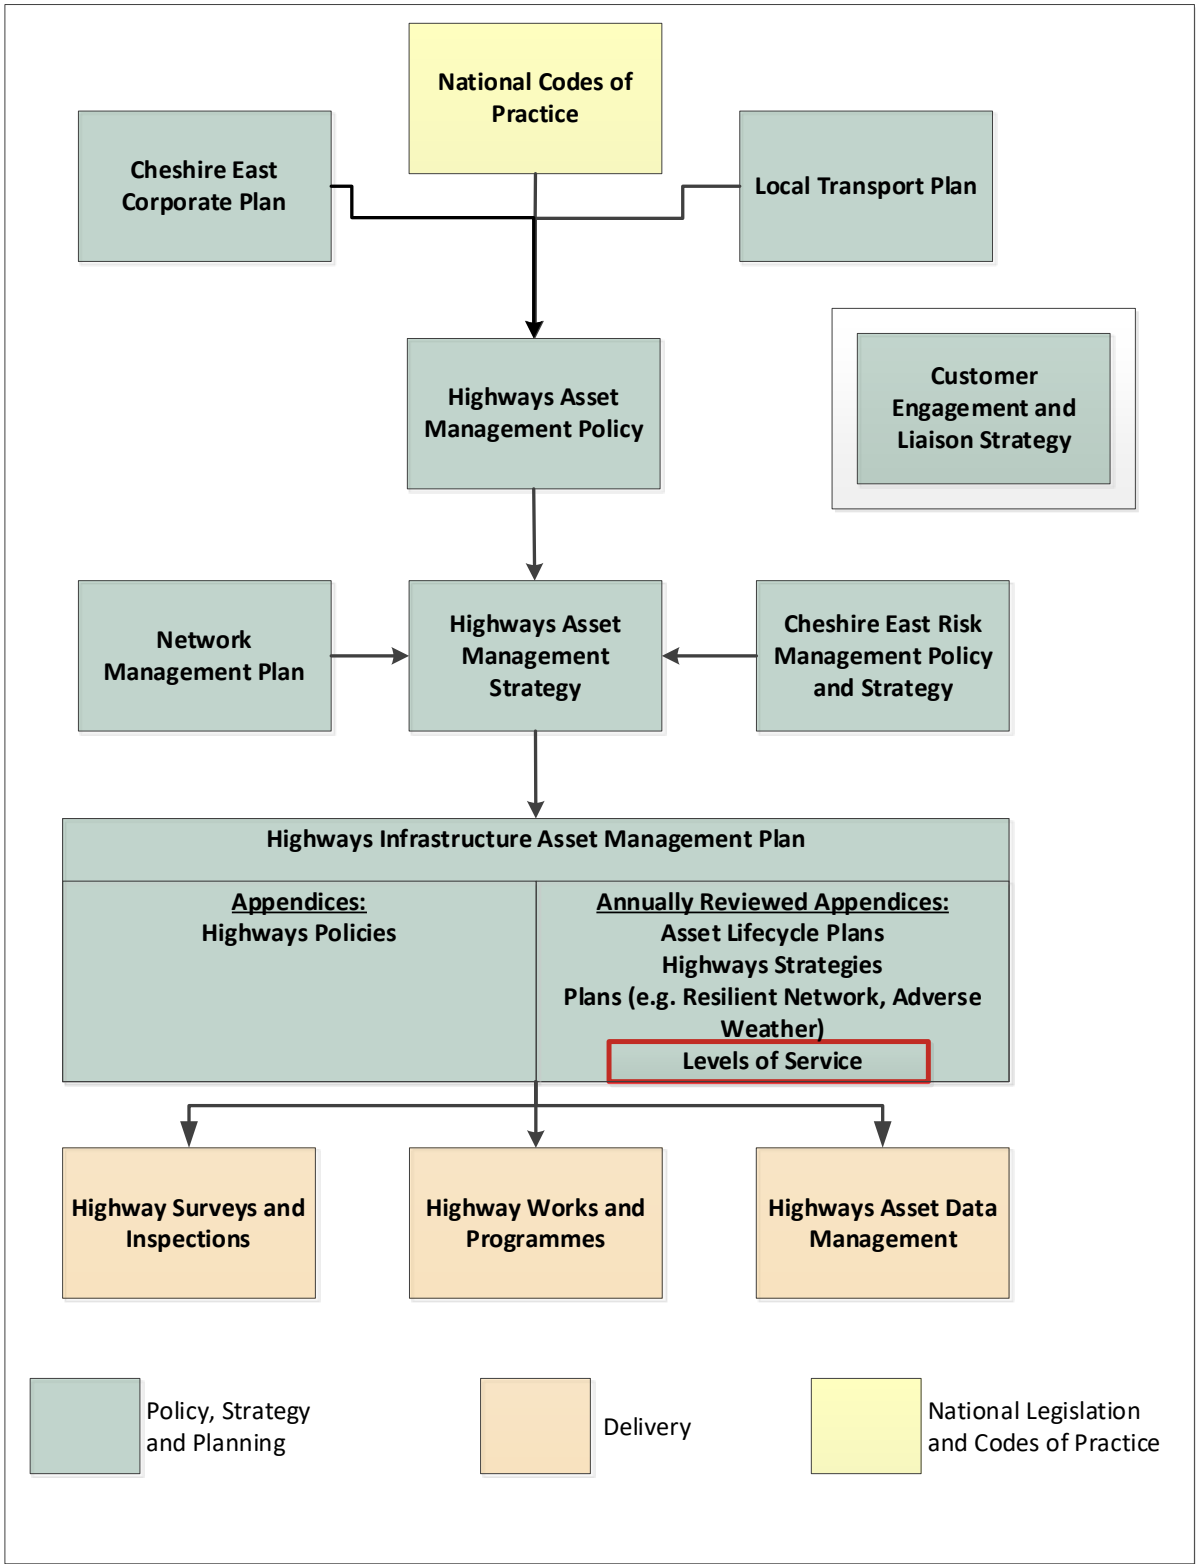 National Codes of
Practice
Cheshire East
Corporate Plan
Local Transport Plan
Highways Asset
Management Policy
Customer
Engagement and
Liaison Strategy
Network
Management Plan
Highways Asset
Management
Strategy
Cheshire East Risk
Management Policy
and Strategy
Highways Infrastructure Asset Management Plan
Appendices:
Highways Policies
Annually Reviewed Appendices:
Asset Lifecycle Plans
Highways Strategies
Plans (e.g. Resilient Network, Adverse
Weather)
Levels of Service
Highway Surveys and
Inspections
Highway Works and
Programmes
Highways Asset Data
Management
Policy, Strategy
and Planning
Delivery
National Legislation
and Codes of Practice